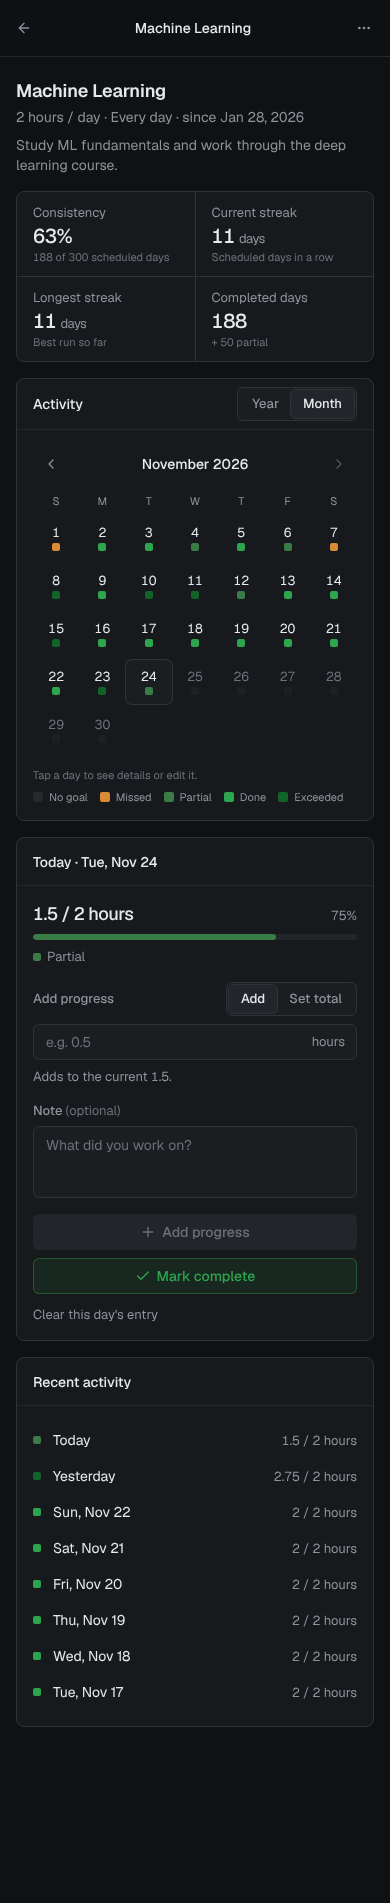 Machine Learning
Machine Learning
2 hours / day · Every day · since Jan 28, 2026
Study ML fundamentals and work through the deep
learning course.
Consistency
63%
188 of 300 scheduled days
Current streak
11 days
Scheduled days in a row
Longest streak
11 days
Best run so far
Completed days
188
+ 50 partial
Activity
Year Month
November 2026
S M T W T F S
1 2 3 4 5 6 7
8 9 10 11 12 13 14
15 16 17 18 19 20 21
22 23 24 25 26 27 28
29 30
Tap a day to see details or edit it.
No goal Missed Partial Done Exceeded
Today · Tue, Nov 24
1.5 / 2 hours 75%
Partial
Add progress Add Set total
e.g. 0.5 hours
Adds to the current 1.5.
Note (optional)
What did you work on?
Add progress
Mark complete
Clear this day's entry
Recent activity
Today 1.5 / 2 hours
Yesterday 2.75 / 2 hours
Sun, Nov 22 2 / 2 hours
Sat, Nov 21 2 / 2 hours
Fri, Nov 20 2 / 2 hours
Thu, Nov 19 2 / 2 hours
Wed, Nov 18 2 / 2 hours
Tue, Nov 17 2 / 2 hours